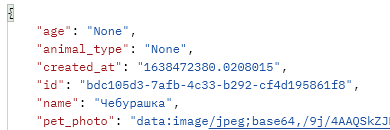 {
"age": "None",
"animal_type": "None",
"created_at": "1638472380.0208015",
"id": "bdc105d3-7afb-4c33-b292-cf4d195861f8",
"name": "Чебурашка",
"pet_photo": "data:image/jpeg;base64,/9j/4AAQSkZJ